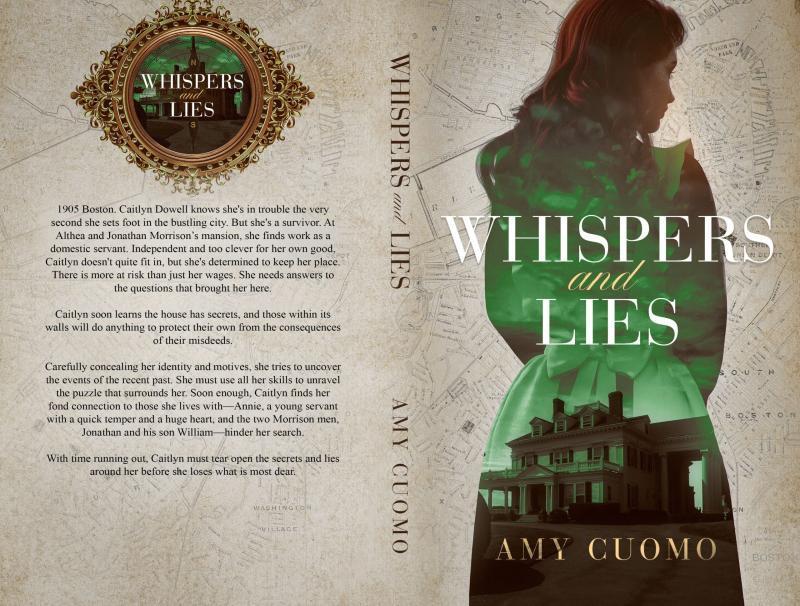 N
WHISPERS
and
LIES
S
1905 Boston. Caitlyn Dowell knows she's in trouble the very
second she sets foot in the bustling city. But she's a survivor. At
Althea and Jonathan Morrison's mansion, she finds work as a
domestic servant. Independent and too clever for her own good,
Caitlyn doesn't quite fit in, but she's determined to keep her place.
There is more at risk than just her wages. She needs answers to
the questions that brought her here.
Caitlyn soon learns the house has secrets, and those within its
walls will do anything to protect their own from the consequences
of their misdeeds.
Carefully concealing her identity and motives, she tries to uncover
the events of the recent past. She must use all her skills to unravel
the puzzle that surrounds her. Soon enough, Caitlyn finds her
fond connection to those she lives with—Annie, a young servant
with a quick temper and a huge heart, and the two Morrison men,
Jonathan and his son William—hinder her search.
With time running out, Caitlyn must tear open the secrets and lies
around her before she loses what is most dear.
WASHINGTON
VILLAGE
WHISPERS and LIES
AMY CUOMO
WHISPERS
and
LIES
SOUTH
BOSTON
AMY CUOMO
BOSTON